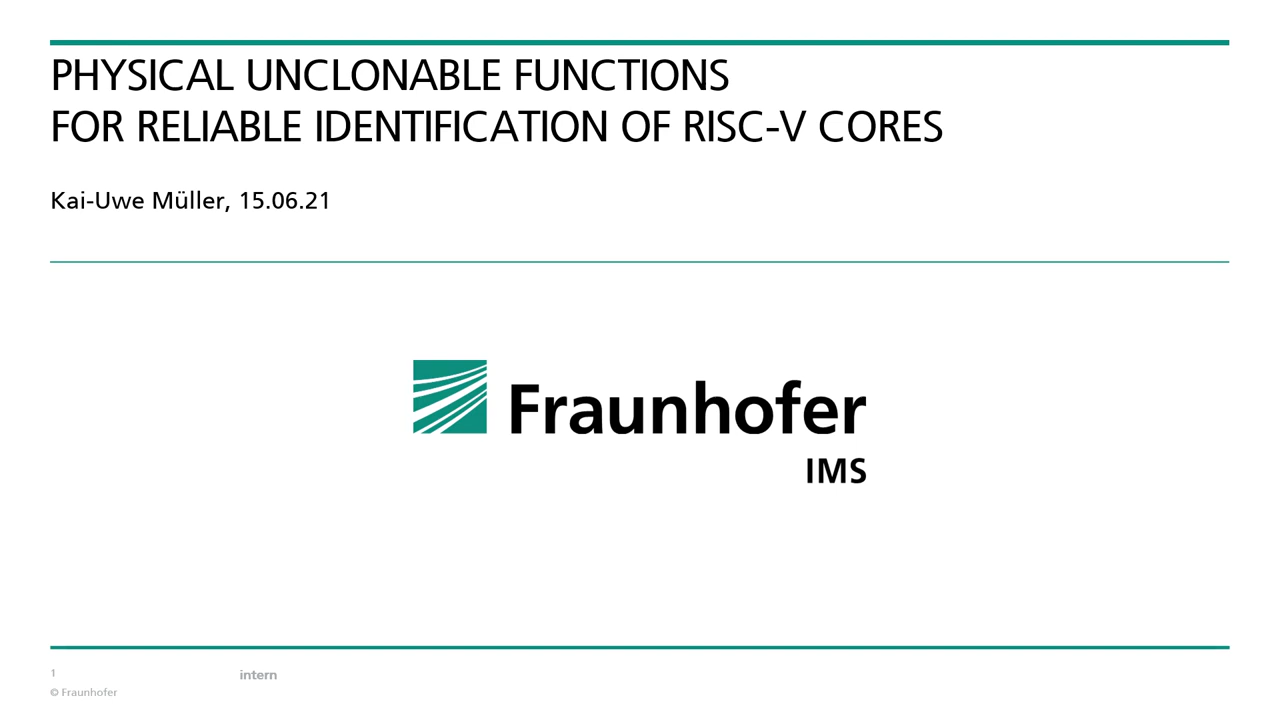 PHYSICAL UNCLONABLE FUNCTIONS
FOR RELIABLE IDENTIFICATION OF RISC-V CORES
Kai-Uwe Müller, 15.06.21
Fraunhofer
IMS
1
intern
© Fraunhofer